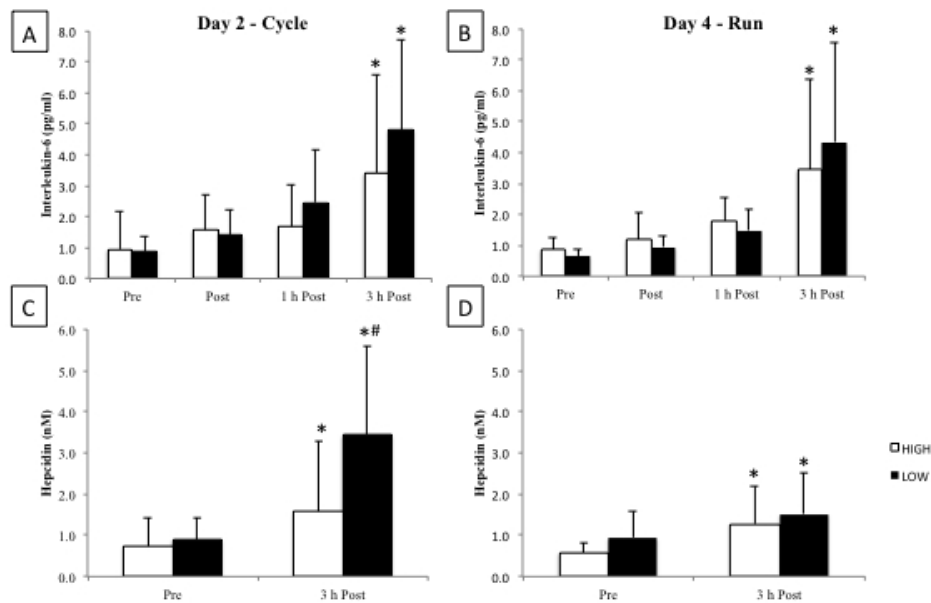 A
Day 2 - Cycle
8.0
7.0
6.0
5.0
4.0
3.0
2.0
1.0
0.0
Interleukin-6 (pg/ml)
* *
Pre Post 1 h Post 3 h Post
B
Day 4 - Run
8.0
7.0
6.0
5.0
4.0
3.0
2.0
1.0
0.0
Interleukin-6 (pg/ml)
* *
Pre Post 1 h Post 3 h Post
C
6.0
5.0
4.0
3.0
2.0
1.0
0.0
Hepcidin (nM)
* *#
Pre 3 h Post
D
6.0
5.0
4.0
3.0
2.0
1.0
0.0
Hepcidin (nM)
* *
Pre 3 h Post
HIGH
LOW